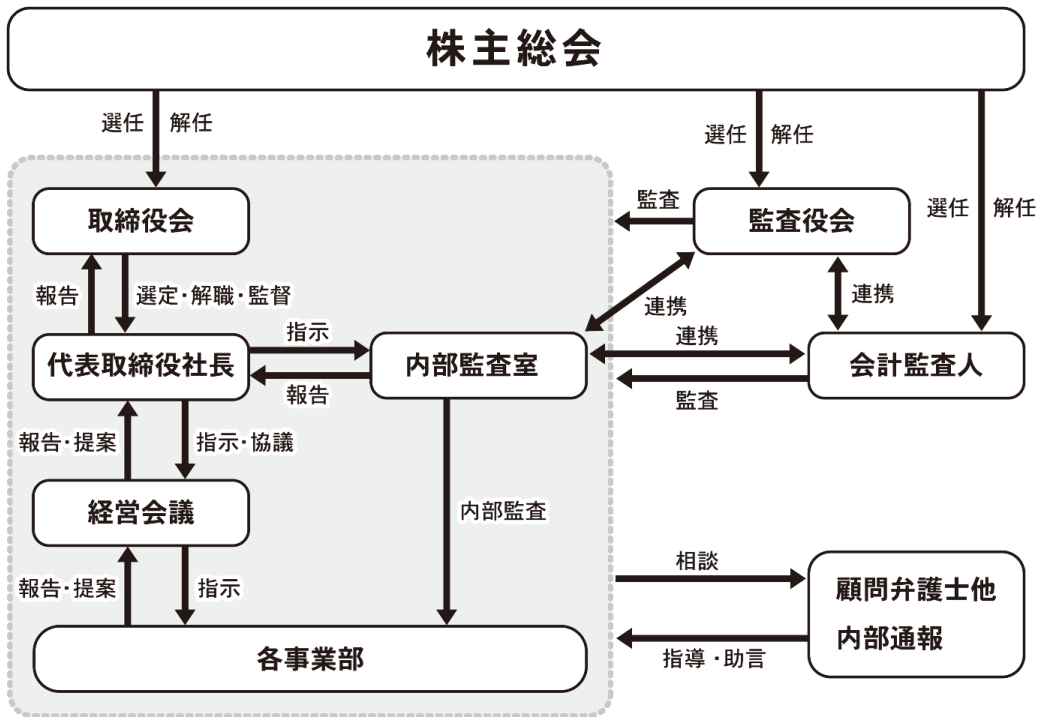 株主総会
選任 解任
選任 解任
選任 解任
取締役会
監査
監査役会
報告
選定・解職・監督
連携
連携
代表取締役社長
指示
報告
内部監査室
連携
監査
会計監査人
報告・提案
指示・協議
経営会議
内部監査
報告・提案
指示
相談
指導・助言
顧問弁護士他
内部通報
各事業部